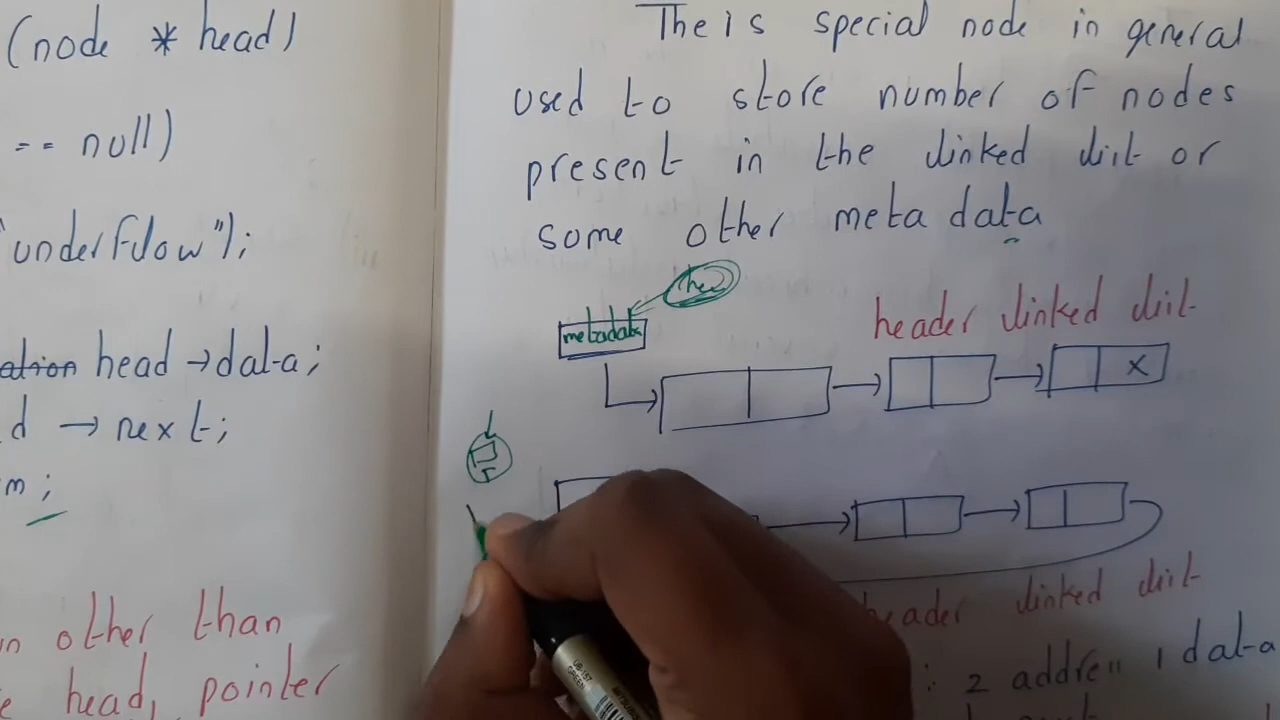 (node * head)
== null)
"underflow");
head → data;
d → next;
m;
other than
head, pointer
The is special node in general
used to store number of nodes
present in the linked list or
some other meta data
metadata
header linked list
header linked list
: 2 address 1 data